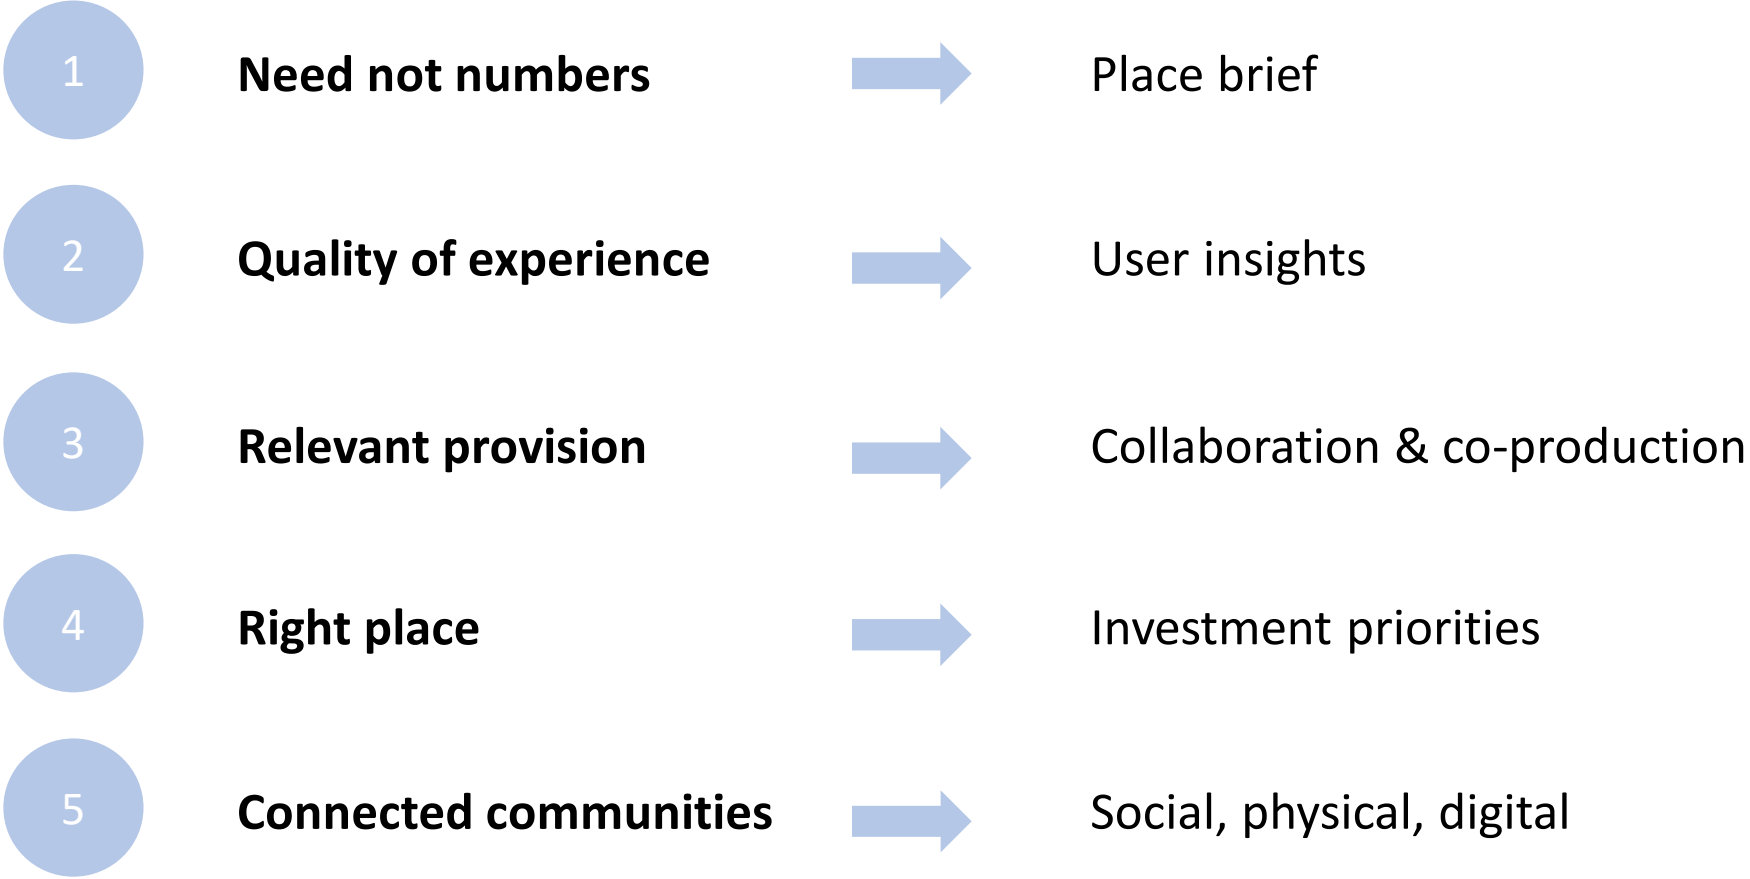 1 Need not numbers Place brief
2 Quality of experience User insights
3 Relevant provision Collaboration & co-production
4 Right place Investment priorities
5 Connected communities Social, physical, digital